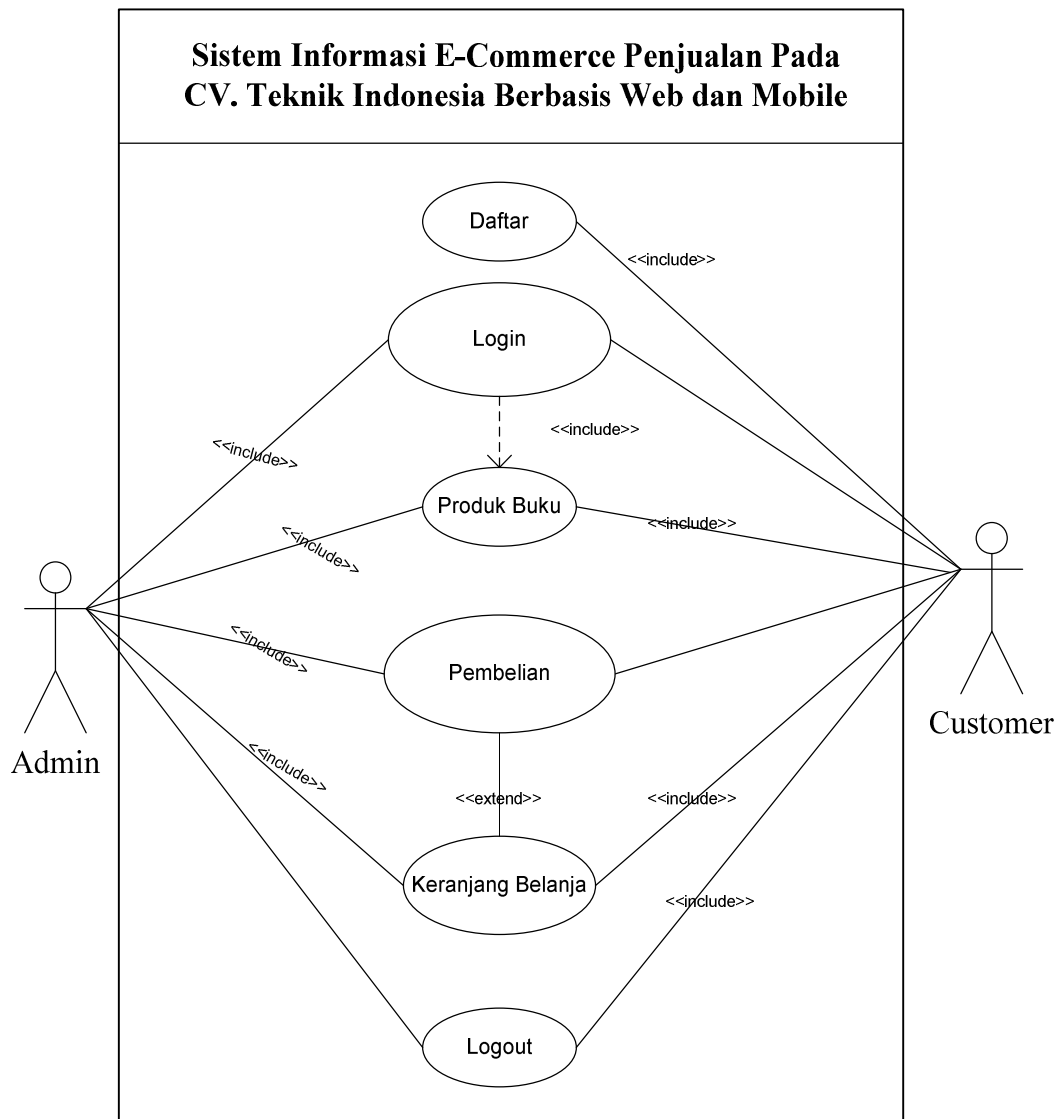 Sistem Informasi E-Commerce Penjualan Pada
CV. Teknik Indonesia Berbasis Web dan Mobile
Daftar
<<include>>
Login
<<include>>
<<include>>
Produk Buku
<<include>>
<<include>>
<<include>>
Pembelian
Customer
Admin
<<include>>
<<extend>>
<<include>>
Keranjang Belanja
<<include>>
Logout